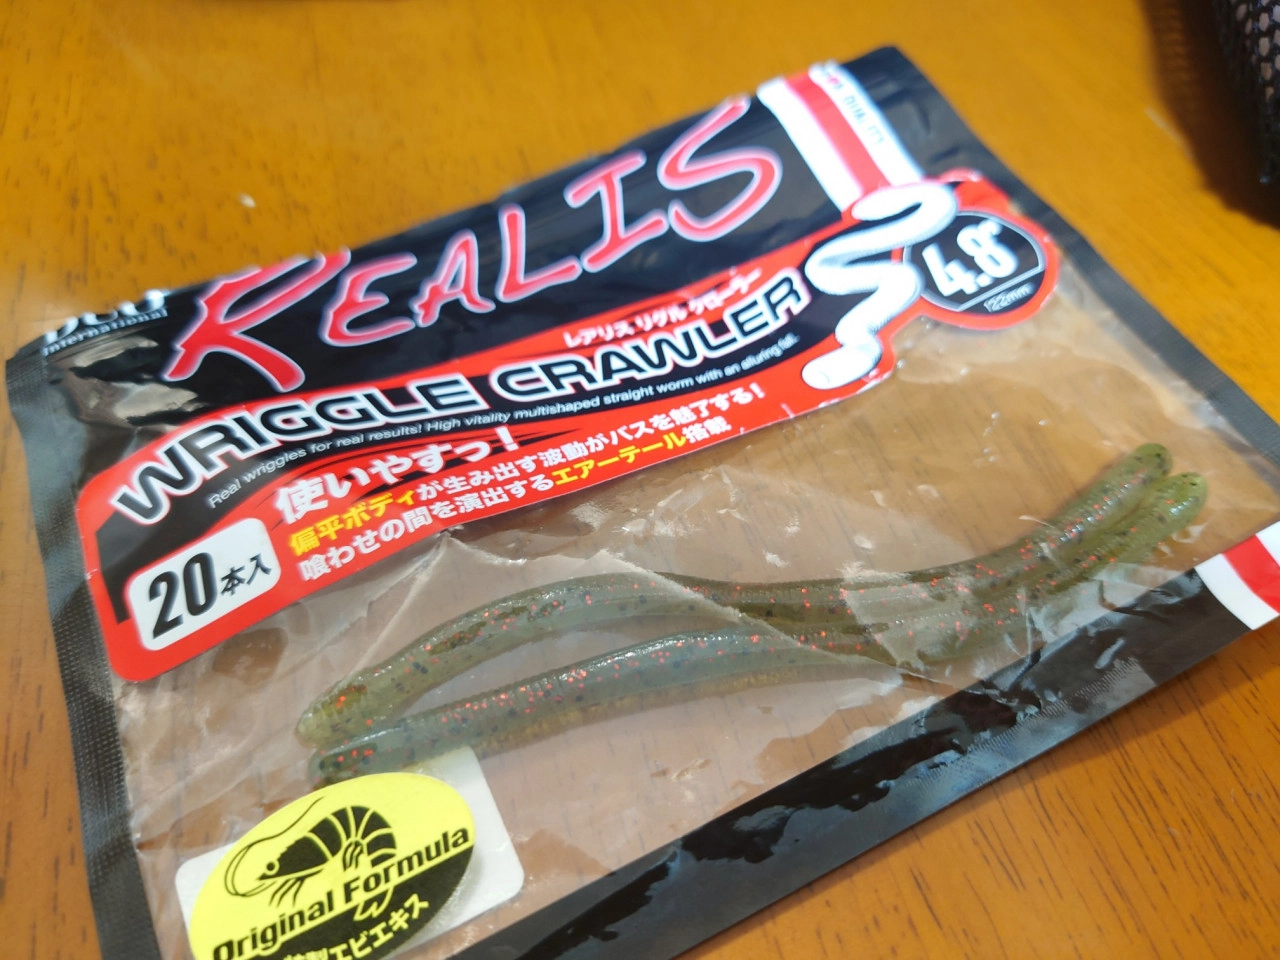 International
REALIS
レアリス リグル クローラー
WRIGGLE CRAWLER
4.8"
122mm
Real wriggles for real results! High vitality multishaped straight worm with an alluring fall.
使いやすっ!
偏平ボディが生み出す波動がバスを魅了する!
喰わせの間を演出するエアーテール搭載
20本入
Original Formula
エビエキス